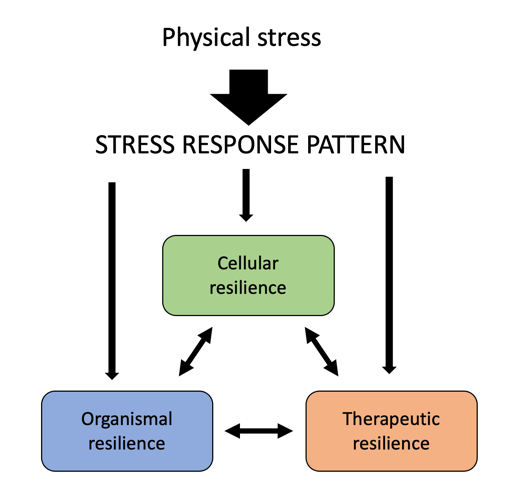 Physical stress
STRESS RESPONSE PATTERN
Cellular
resilience
Organismal
resilience
Therapeutic
resilience